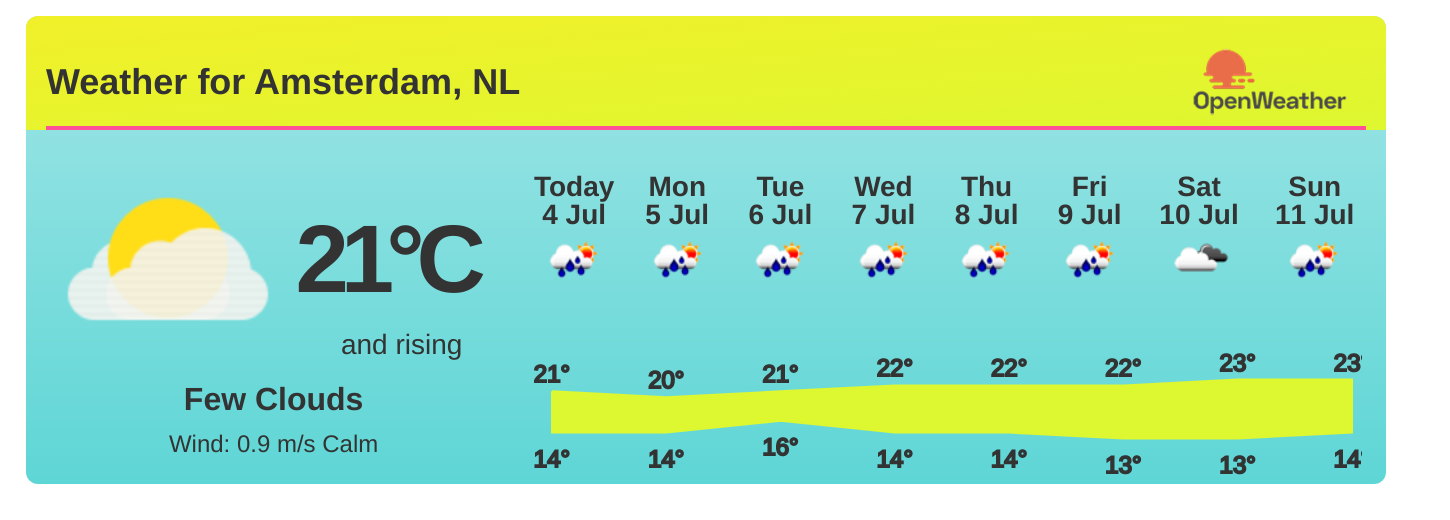 Weather for Amsterdam, NL
OpenWeather
Today Mon Tue Wed Thu Fri Sat Sun
4 Jul 5 Jul 6 Jul 7 Jul 8 Jul 9 Jul 10 Jul 11 Jul
21°C
and rising
Few Clouds
Wind: 0.9 m/s Calm
21° 20° 21° 22° 22° 22° 23° 23°
14° 14° 16° 14° 14° 13° 13° 14°